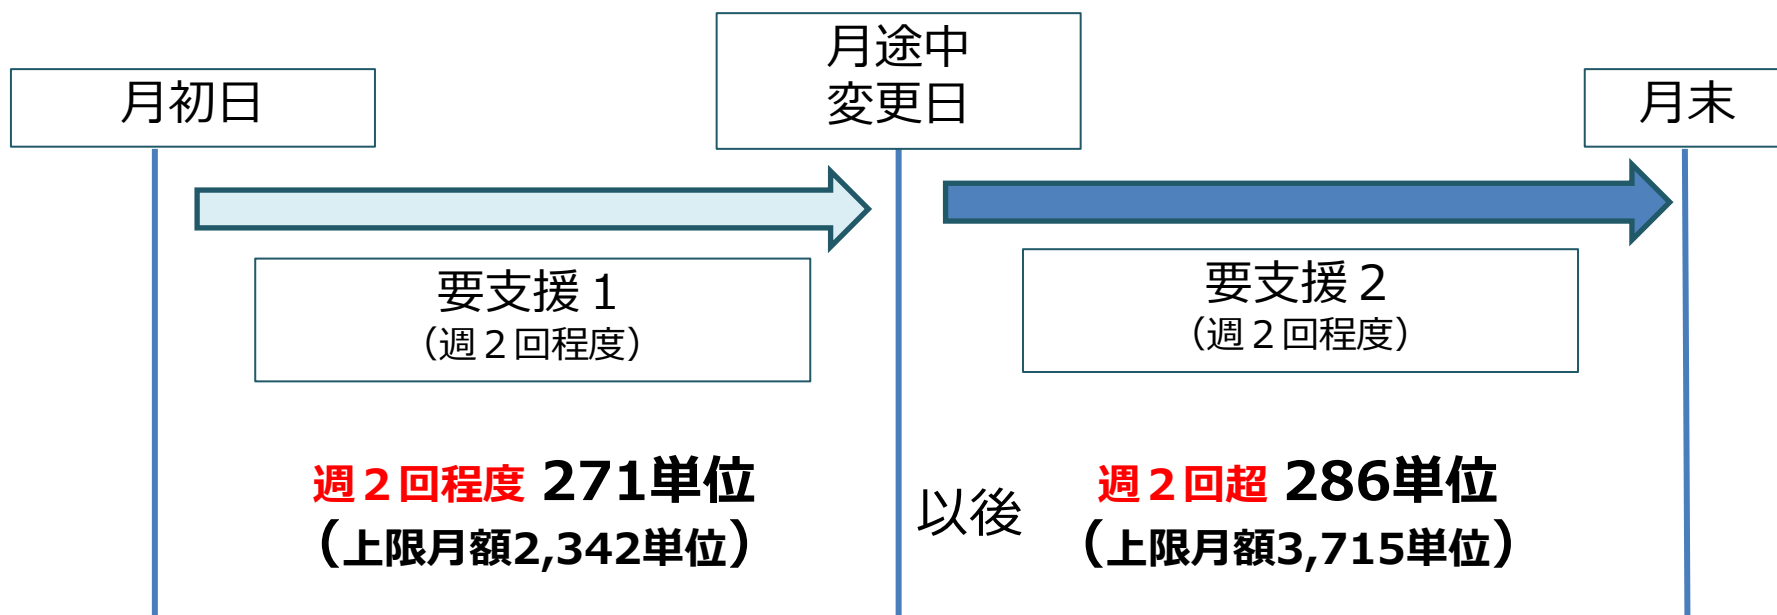 月初日
月途中
変更日
月末
要支援１
（週２回程度）
要支援２
（週２回程度）
週２回程度 271単位
（上限月額2,342単位）
以後
週２回超 286単位
（上限月額3,715単位）